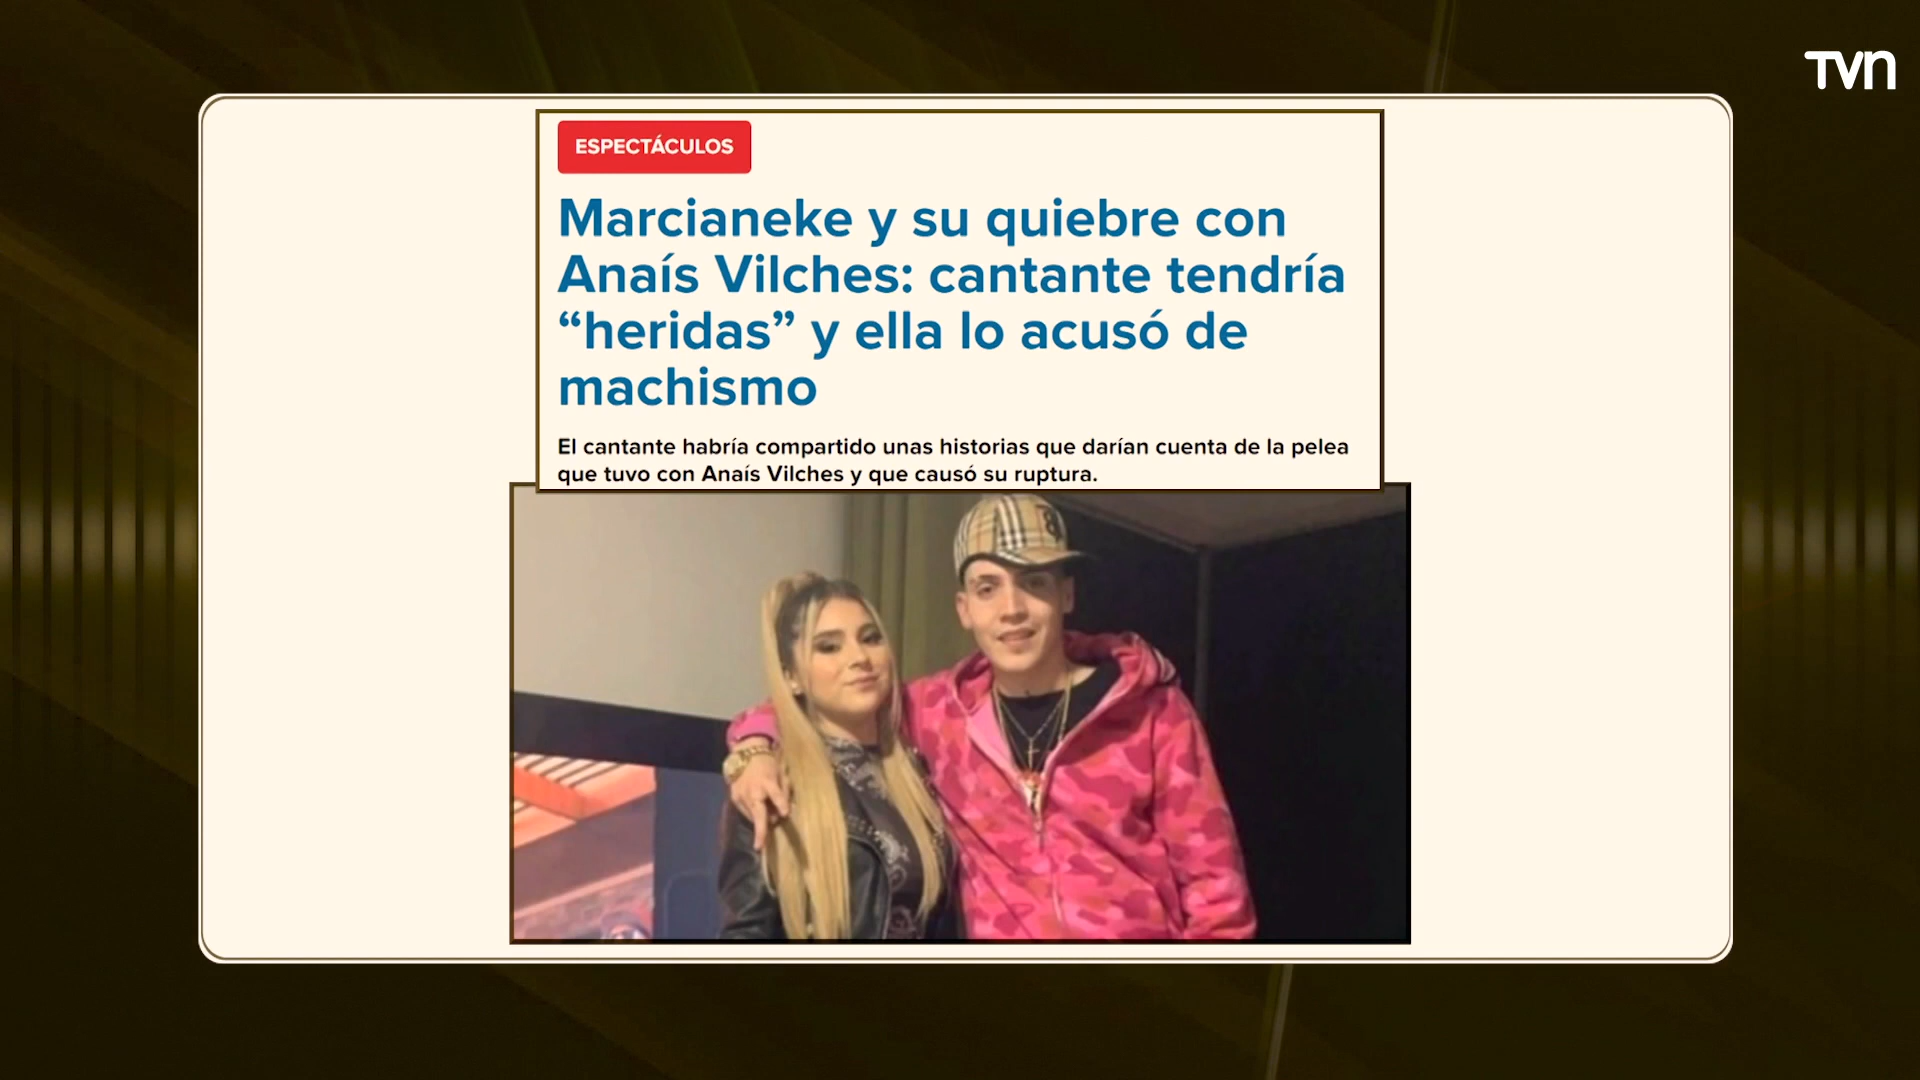 TVN
ESPECTÁCULOS
Marcianeke y su quiebre con
Anaís Vilches: cantante tendría
“heridas” y ella lo acusó de
machismo
El cantante habría compartido unas historias que darían cuenta de la pelea
que tuvo con Anaís Vilches y que causó su ruptura.